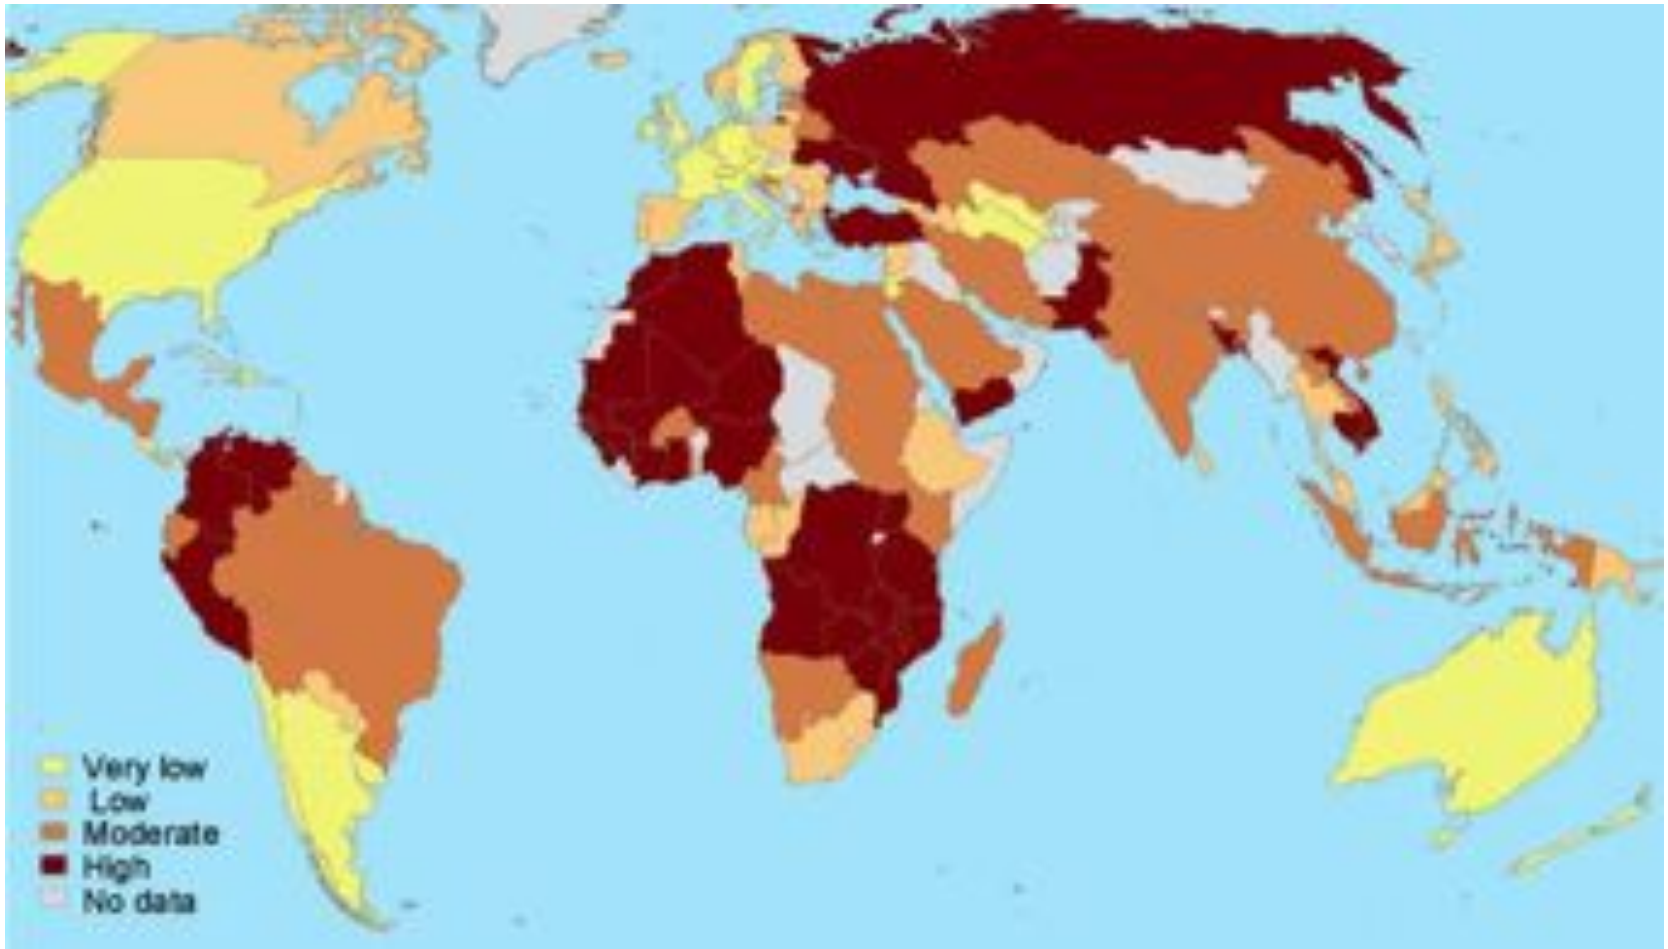 Very low
Low
Moderate
High
No data